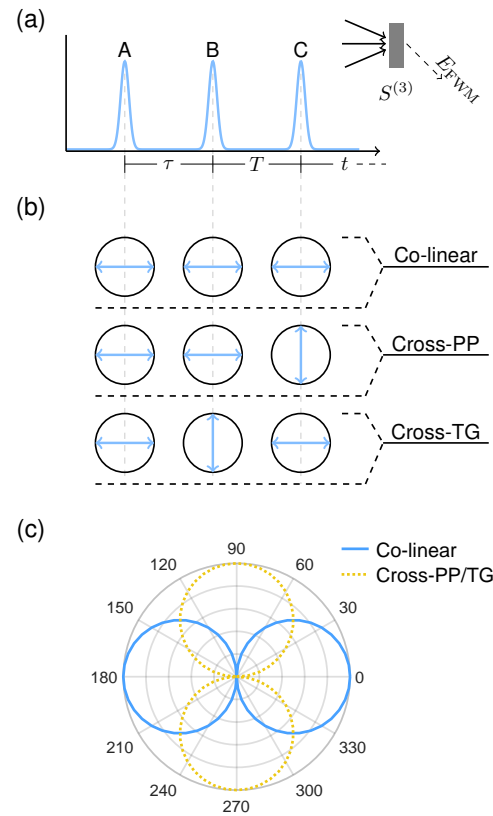 (a)
A B C
S(3)
EFWM
τ T t
(b)
Co-linear
Cross-PP
Cross-TG
(c)
Co-linear
Cross-PP/TG
90
120 60
150 30
180 0
210 330
240 300
270